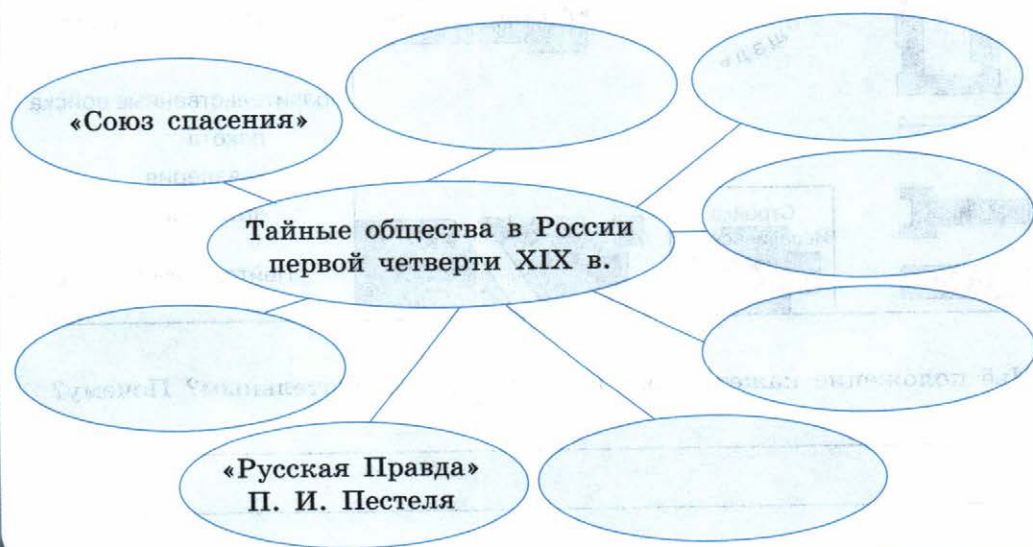 «Союз спасения»
Тайные общества в России
первой четверти XIX в.
«Русская Правда»
П. И. Пестеля